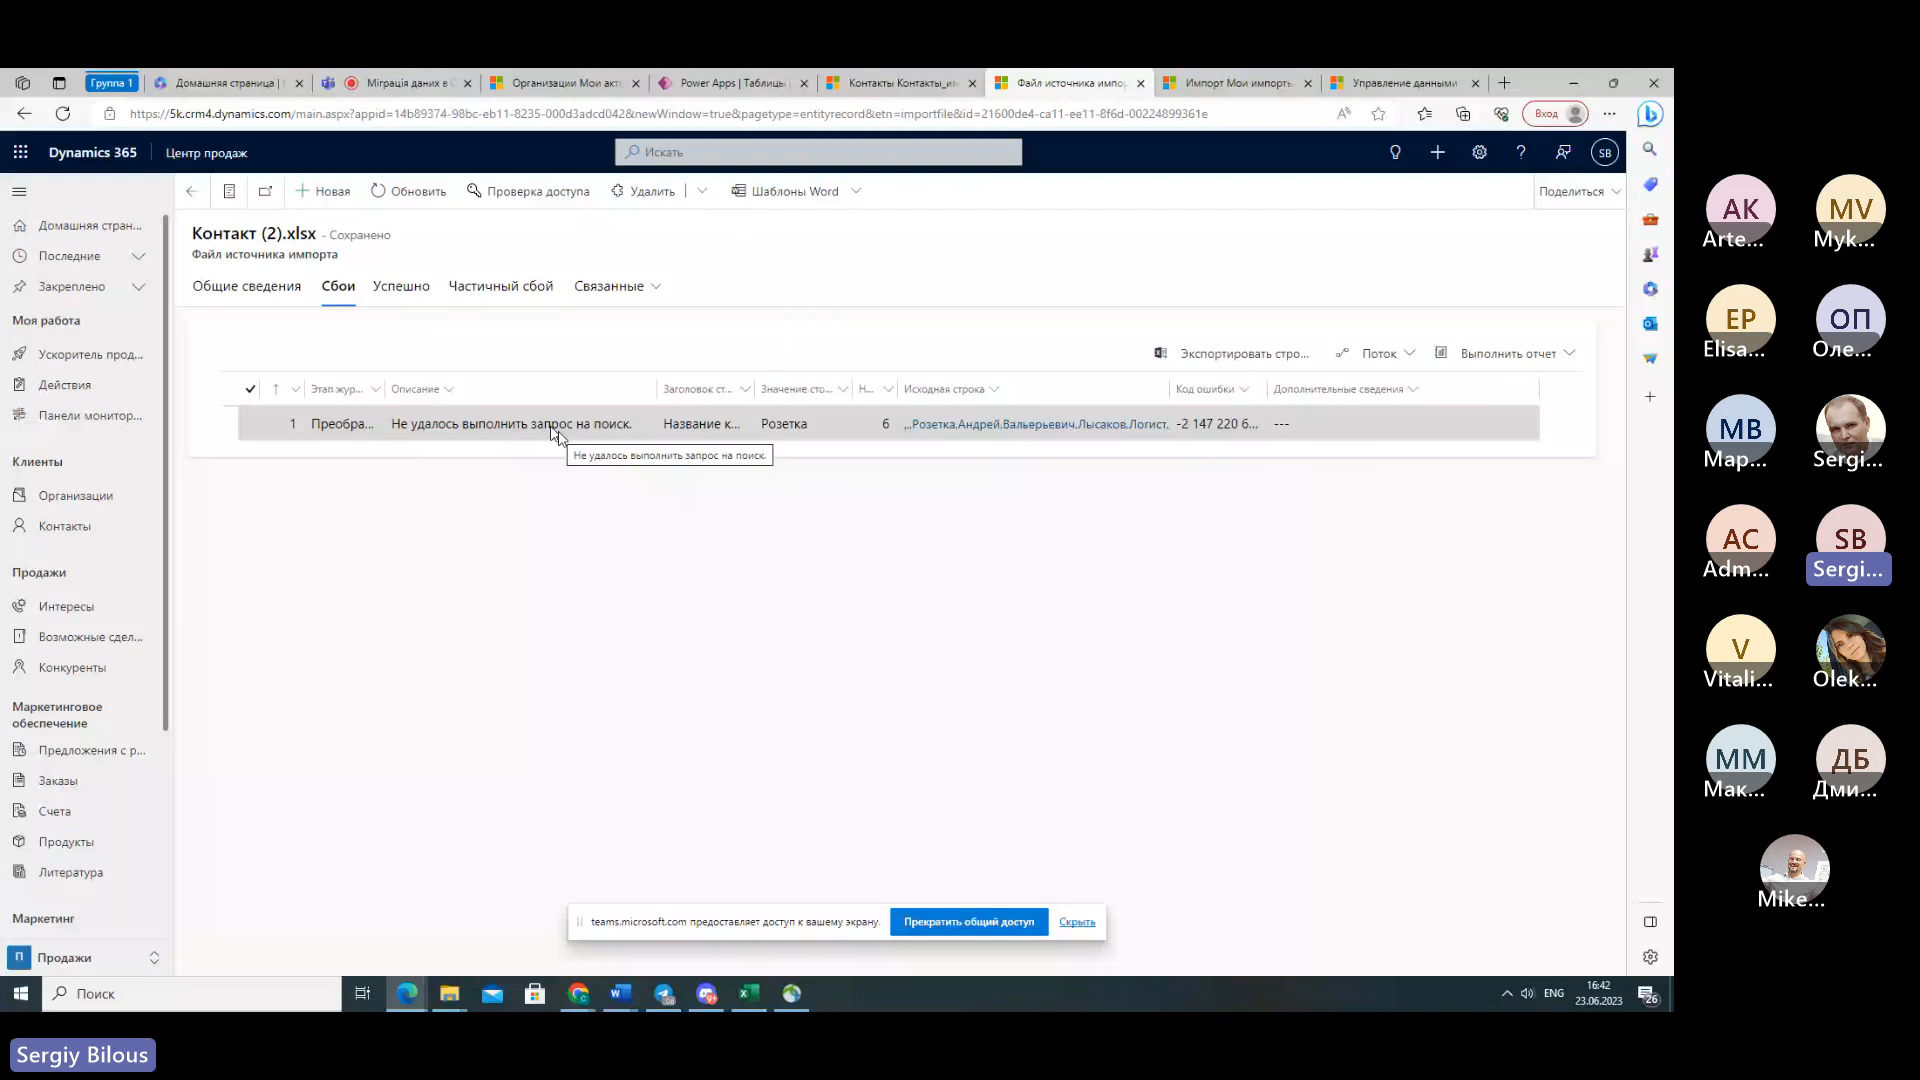 Группа 1
Домашняя страница |
Міграція даних в С
Организации Мои акт
Power Apps | Таблицы
Контакты Контакты_и
Файл источника импо
Импорт Мои импорть
Управление данными
https://5k.crm4.dynamics.com/main.aspx?appid=14b89374-98bc-eb11-8235-000d3adcd042&newWindow=true&pagetype=entityrecord&etn=importfile&id=21600de4-ca11-ee11-8f6d-00224899361e
Вход
Dynamics 365
Центр продаж
Искать
SB
Новая
Обновить
Проверка доступа
Удалить
Шаблоны Word
Поделиться
Домашняя стран...
Последние
Закреплено
Моя работа
Ускоритель прод...
Действия
Панели монитор...
Клиенты
Организации
Контакты
Продажи
Интересы
Возможные сдел...
Конкуренты
Маркетинговое
обеспечение
Предложения с р...
Заказы
Счета
Продукты
Литература
Маркетинг
П Продажи
Контакт (2).xlsx - Сохранено
Файл источника импорта
Общие сведения
Сбои
Успешно
Частичный сбой
Связанные
Экспортировать стро...
Поток
Выполнить отчет
Этап жур... Описание Заголовок ст... Значение сто... Н... Исходная строка Код ошибки Дополнительные сведения
1 Преобра... Не удалось выполнить запрос на поиск. Название к... Розетка 6 ,,,Розетка,Андрей,Вальерьевич,Лысаков,Логист, -2 147 220 6... ---
Не удалось выполнить запрос на поиск.
teams.microsoft.com предоставляет доступ к вашему экрану.
Прекратить общий доступ
Скрыть
Поиск
ENG
16:42
23.06.2023
26
AK
Arte...
MV
Myk...
EP
Elisa...
ОП
Оле...
МВ
Мар...
Sergi...
AC
Adm...
SB
Sergi...
V
Vitali...
Olek...
ММ
Мак...
ДБ
Дми...
Mike...
Sergiy Bilous